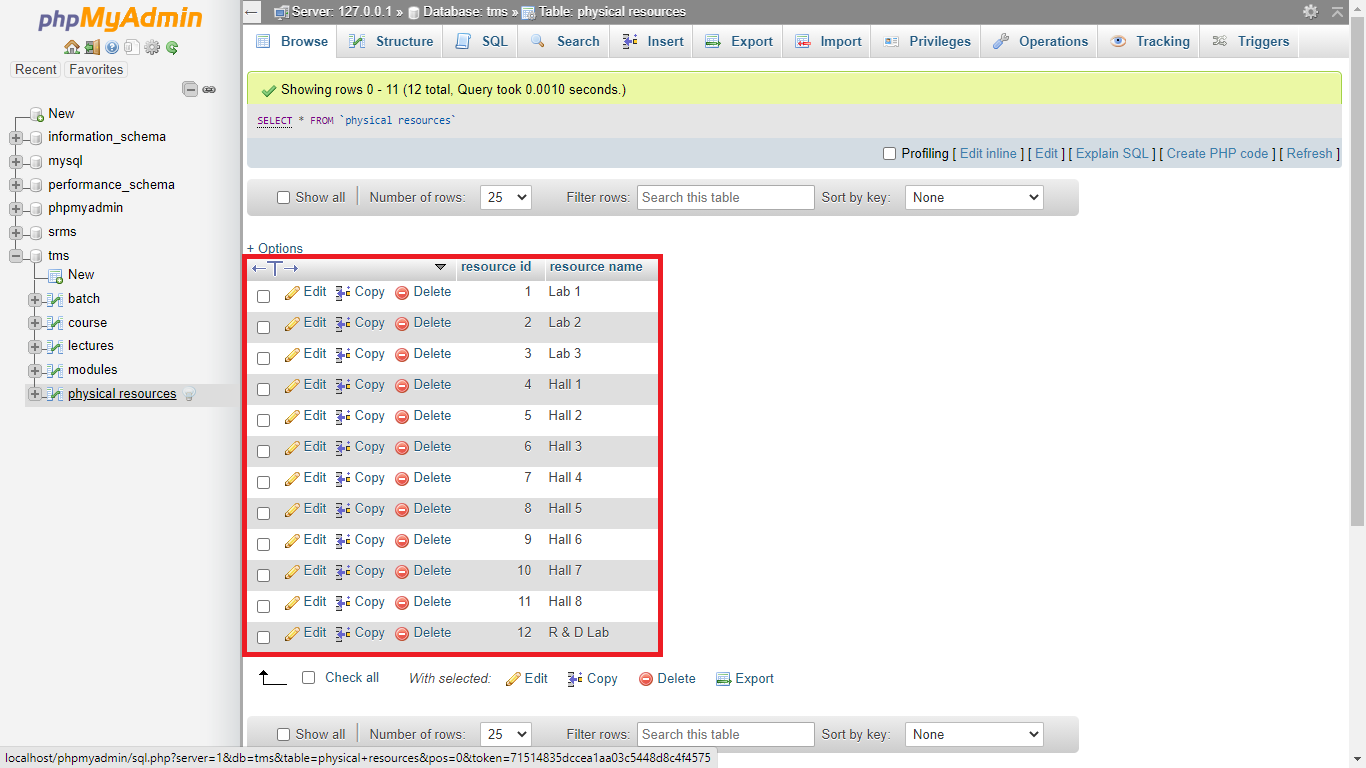 phpMyAdmin
Recent Favorites
New
information_schema
mysql
performance_schema
phpmyadmin
srms
tms
New
batch
course
lectures
modules
physical resources
Server: 127.0.0.1 » Database: tms » Table: physical resources
Browse Structure SQL Search Insert Export Import Privileges Operations Tracking Triggers
Showing rows 0 - 11 (12 total, Query took 0.0010 seconds.)
SELECT * FROM `physical resources`
Profiling [ Edit inline ] [ Edit ] [ Explain SQL ] [ Create PHP code ] [ Refresh ]
Show all Number of rows: 25 Filter rows: Search this table Sort by key: None
+ Options
resource id resource name
Edit Copy Delete 1 Lab 1
Edit Copy Delete 2 Lab 2
Edit Copy Delete 3 Lab 3
Edit Copy Delete 4 Hall 1
Edit Copy Delete 5 Hall 2
Edit Copy Delete 6 Hall 3
Edit Copy Delete 7 Hall 4
Edit Copy Delete 8 Hall 5
Edit Copy Delete 9 Hall 6
Edit Copy Delete 10 Hall 7
Edit Copy Delete 11 Hall 8
Edit Copy Delete 12 R & D Lab
Check all With selected: Edit Copy Delete Export
Show all Number of rows: 25 Filter rows: Search this table Sort by key: None
localhost/phpmyadmin/sql.php?server=1&db=tms&table=physical+resources&pos=0&token=71514835dccea1aa03c5448d8c4f4575